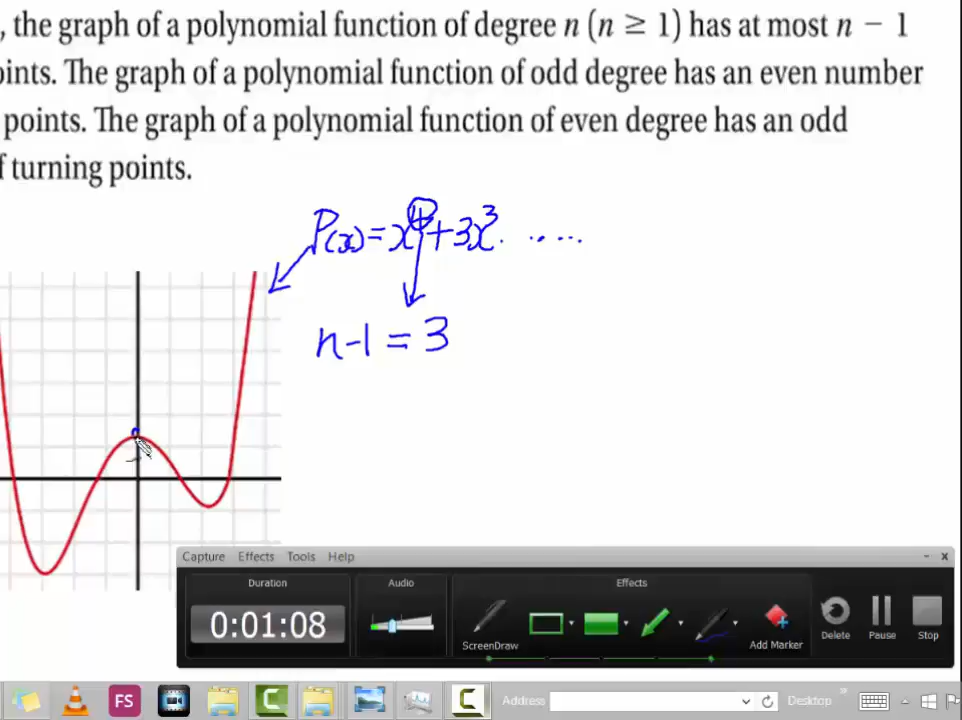 , the graph of a polynomial function of degree n (n ≥ 1) has at most n − 1
oints. The graph of a polynomial function of odd degree has an even number
points. The graph of a polynomial function of even degree has an odd
f turning points.
P(x)=x⁴+3x³. .. ...
n-1=3
Capture Effects Tools Help
Duration Audio Effects
0:01:08
ScreenDraw Add Marker Delete Pause Stop
FS C C Address Desktop